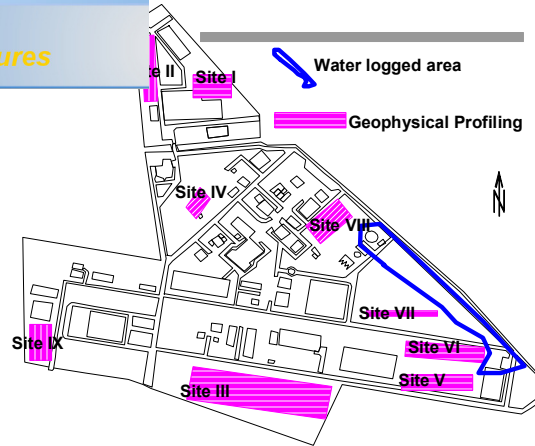 ures
te II
Site I
Water logged area
Geophysical Profiling
Site IV
N
Site VIII
Site VII
Site VI
Site IX
Site V
Site III